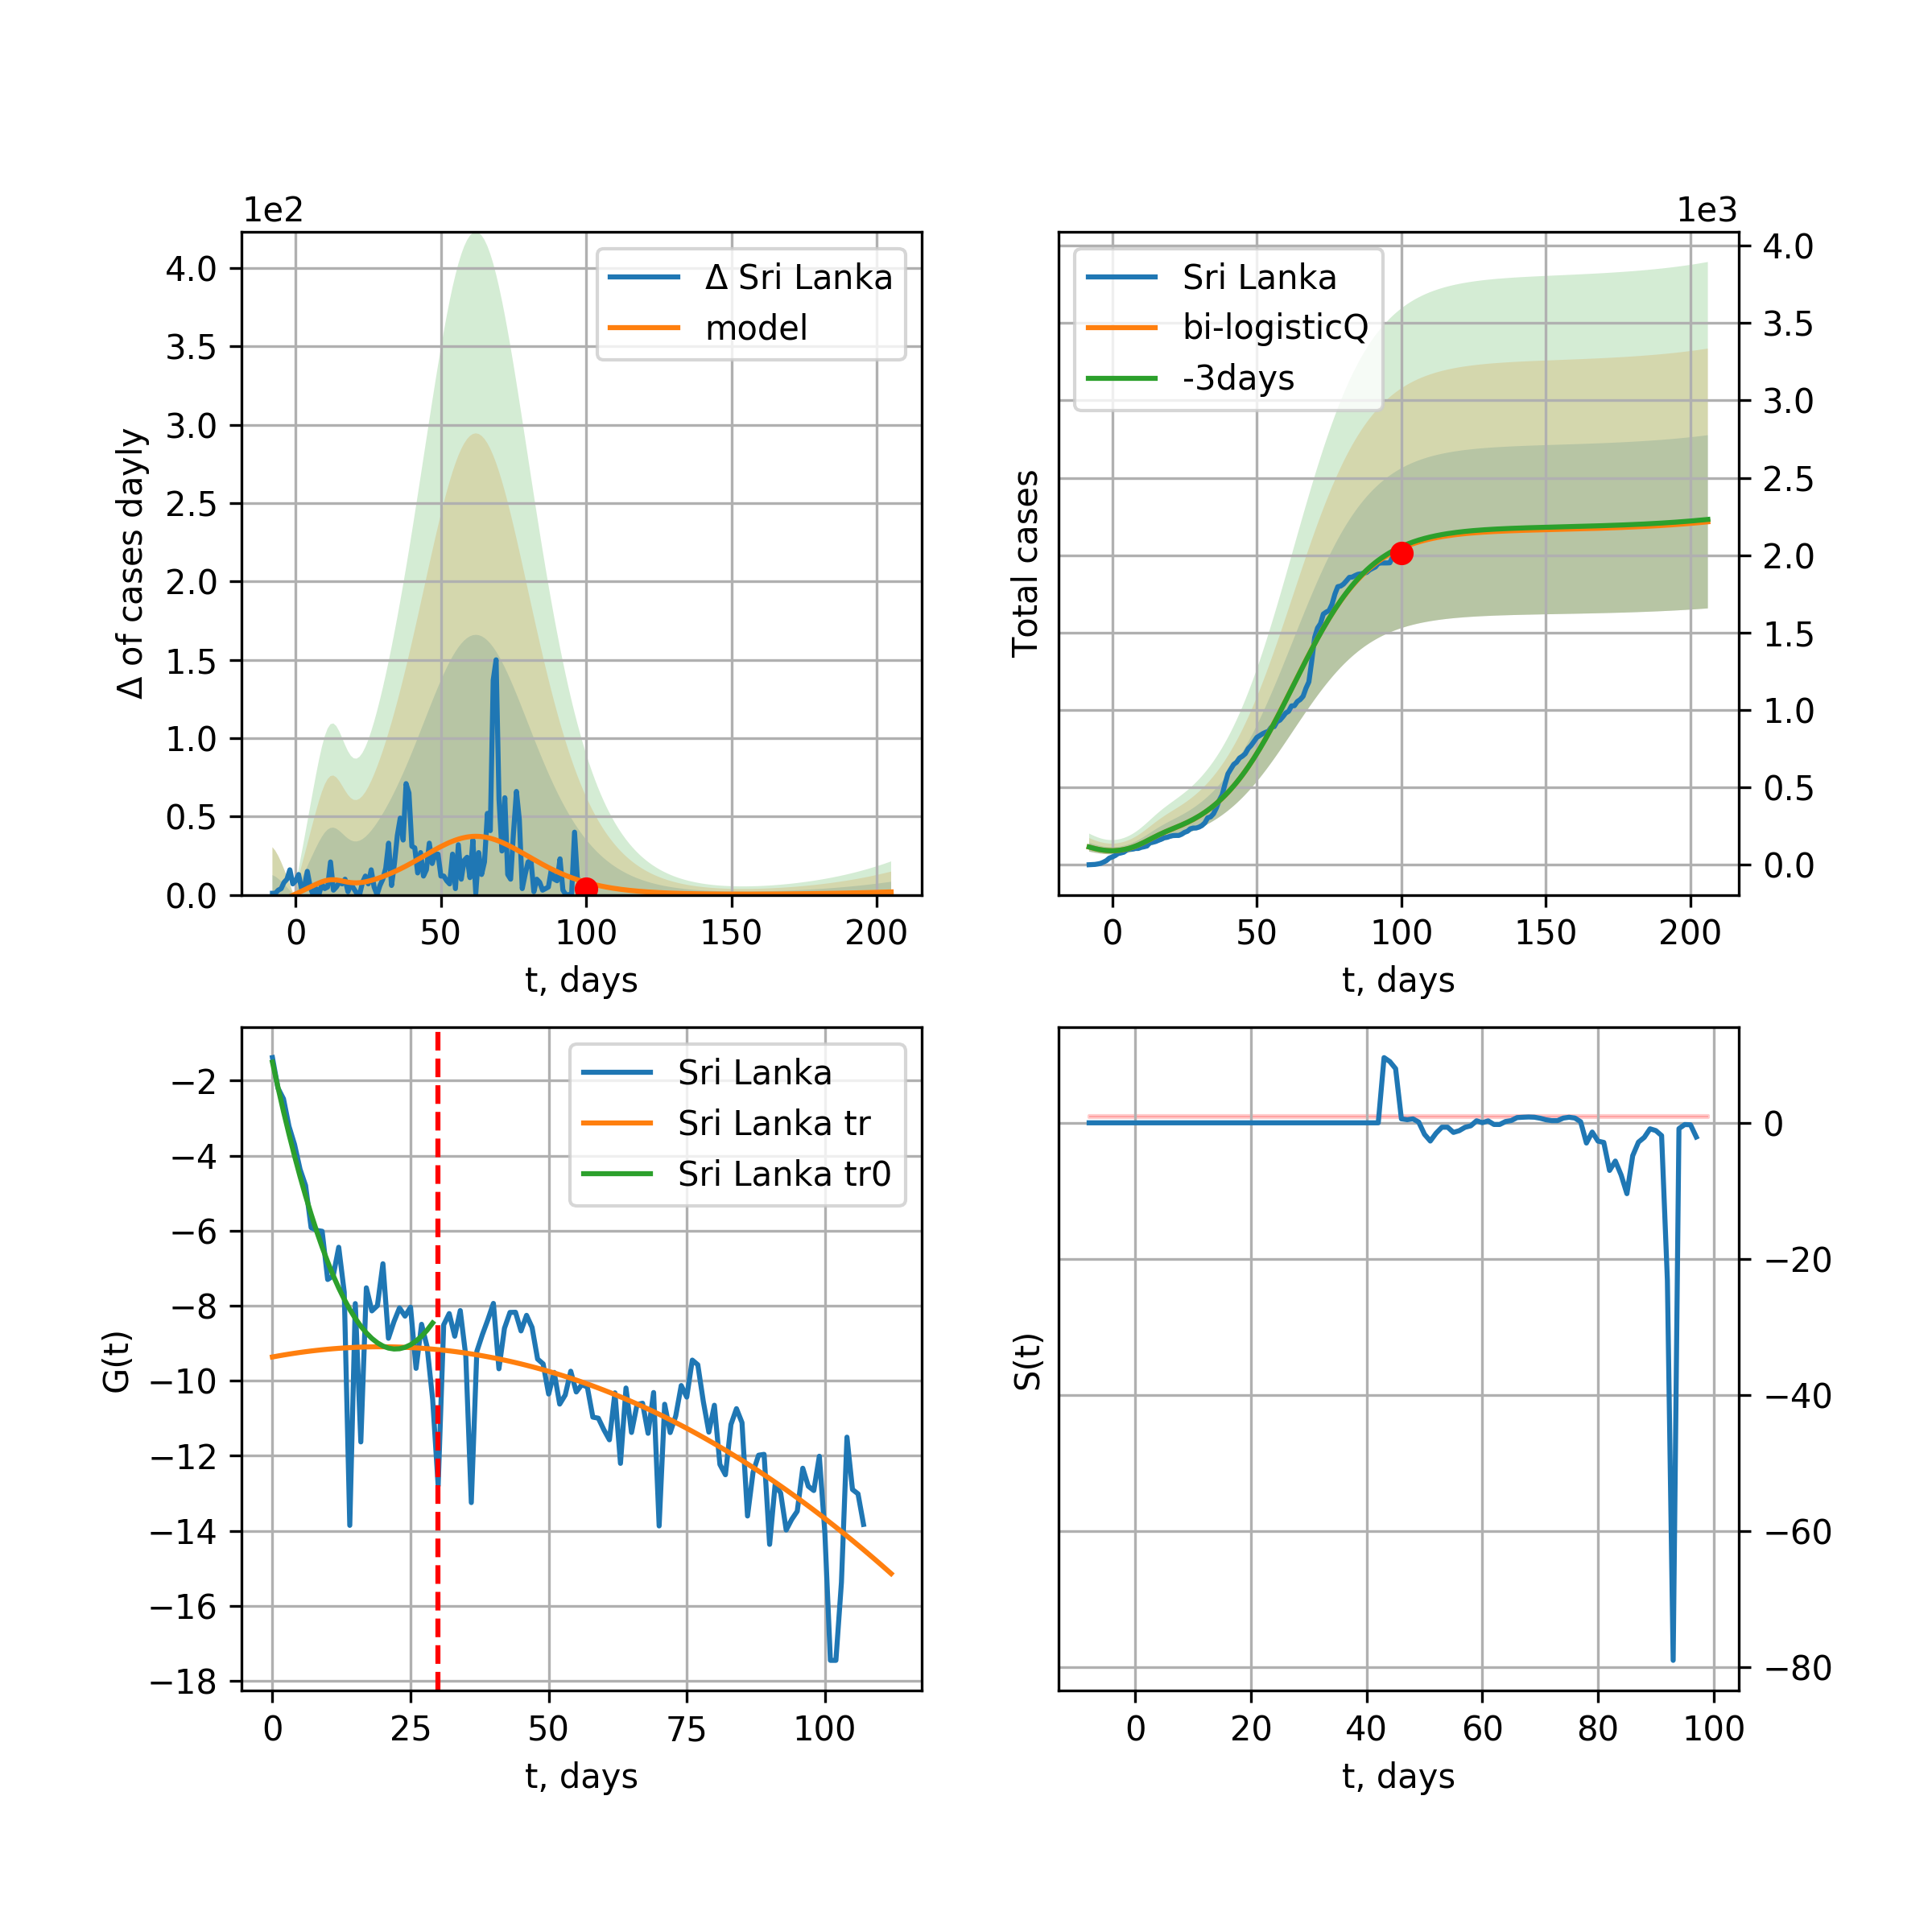 1e2
4.0
3.5
3.0
2.5
2.0
1.5
1.0
0.5
0.0
Δ of cases dayly
Δ Sri Lanka
model
0 50 100 150 200
t, days
1e3
4.0
3.5
3.0
2.5
2.0
1.5
1.0
0.5
0.0
Total cases
Sri Lanka
bi-logisticQ
-3days
0 50 100 150 200
t, days
−2
−4
−6
−8
−10
−12
−14
−16
−18
G(t)
Sri Lanka
Sri Lanka tr
Sri Lanka tr0
0 25 50 75 100
t, days
S(t)
0
−20
−40
−60
−80
0 20 40 60 80 100
t, days